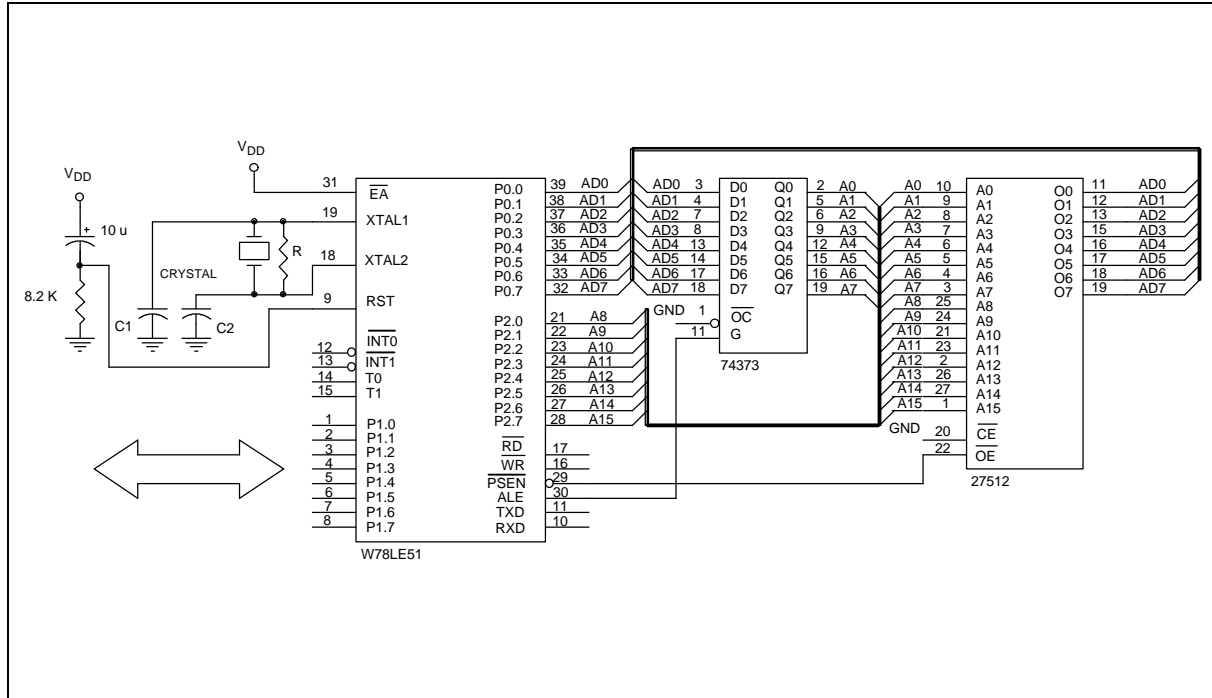 VDD
10 u
8.2 K
VDD
CRYSTAL
R
C1
C2
31 EA
19 XTAL1
18 XTAL2
9 RST
12 INT0
13 INT1
14 T0
15 T1
1 P1.0
2 P1.1
3 P1.2
4 P1.3
5 P1.4
6 P1.5
7 P1.6
8 P1.7
P0.0 39 AD0
P0.1 38 AD1
P0.2 37 AD2
P0.3 36 AD3
P0.4 35 AD4
P0.5 34 AD5
P0.6 33 AD6
P0.7 32 AD7
P2.0 21 A8
P2.1 22 A9
P2.2 23 A10
P2.3 24 A11
P2.4 25 A12
P2.5 26 A13
P2.6 27 A14
P2.7 28 A15
RD 17
WR 16
PSEN 29
ALE 30
TXD 11
RXD 10
W78LE51
AD0 3 D0 Q0 2 A0
AD1 4 D1 Q1 5 A1
AD2 7 D2 Q2 6 A2
AD3 8 D3 Q3 9 A3
AD4 13 D4 Q4 12 A4
AD5 14 D5 Q5 15 A5
AD6 17 D6 Q6 16 A6
AD7 18 D7 Q7 19 A7
GND 1 OC
11 G
74373
A0 10 A0 O0 11 AD0
A1 9 A1 O1 12 AD1
A2 8 A2 O2 13 AD2
A3 7 A3 O3 15 AD3
A4 6 A4 O4 16 AD4
A5 5 A5 O5 17 AD5
A6 4 A6 O6 18 AD6
A7 3 A7 O7 19 AD7
A8 25 A8
A9 24 A9
A10 21 A10
A11 23 A11
A12 2 A12
A13 26 A13
A14 27 A14
A15 1 A15
GND 20 CE
22 OE
27512